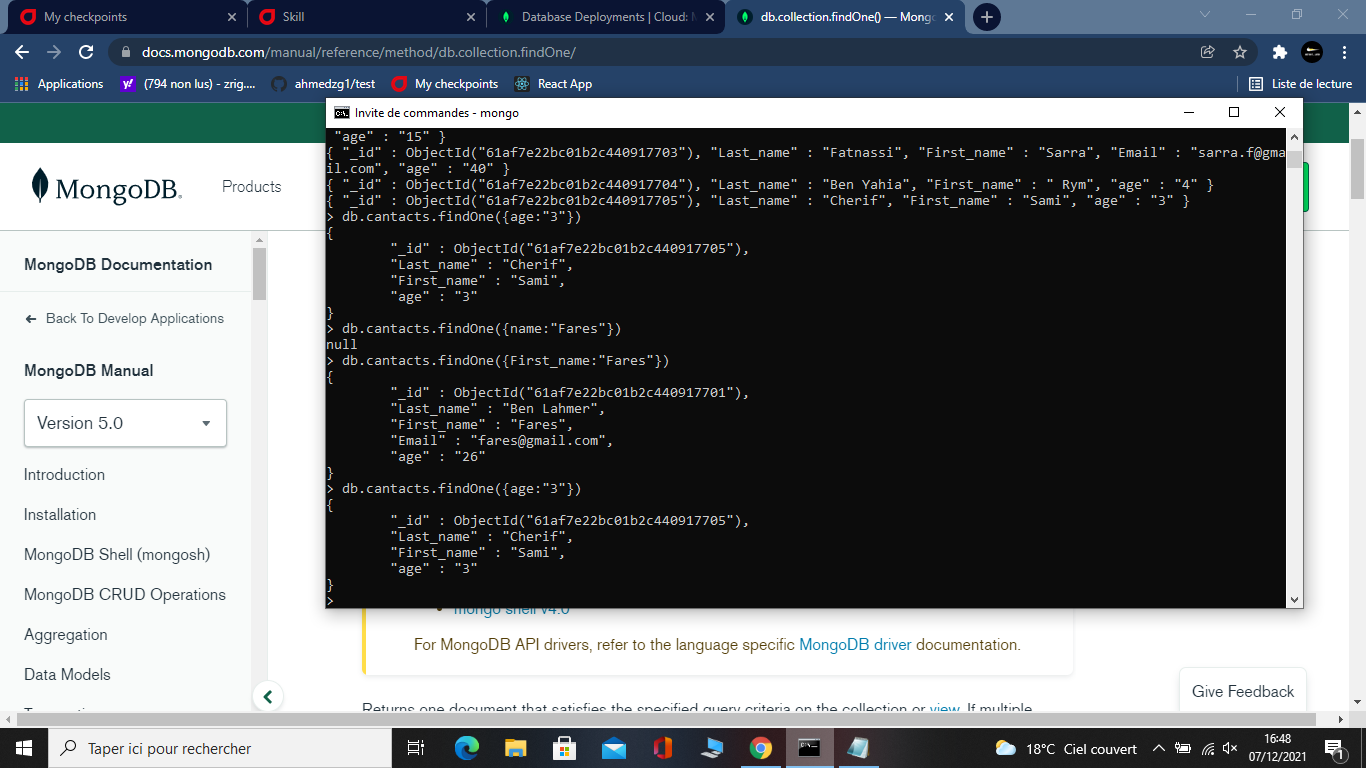 My checkpoints
Skill
Database Deployments | Cloud: M
db.collection.findOne() — Mong
docs.mongodb.com/manual/reference/method/db.collection.findOne/
Applications
(794 non lus) - zrig....
ahmedzg1/test
My checkpoints
React App
Liste de lecture
Invite de commandes - mongo
"age" : "15" }
{ "_id" : ObjectId("61af7e22bc01b2c440917703"), "Last_name" : "Fatnassi", "First_name" : "Sarra", "Email" : "sarra.f@gma
il.com", "age" : "40" }
{ "_id" : ObjectId("61af7e22bc01b2c440917704"), "Last_name" : "Ben Yahia", "First_name" : " Rym", "age" : "4" }
{ "_id" : ObjectId("61af7e22bc01b2c440917705"), "Last_name" : "Cherif", "First_name" : "Sami", "age" : "3" }
> db.cantacts.findOne({age:"3"})
{
"_id" : ObjectId("61af7e22bc01b2c440917705"),
"Last_name" : "Cherif",
"First_name" : "Sami",
"age" : "3"
}
> db.cantacts.findOne({name:"Fares"})
null
> db.cantacts.findOne({First_name:"Fares"})
{
"_id" : ObjectId("61af7e22bc01b2c440917701"),
"Last_name" : "Ben Lahmer",
"First_name" : "Fares",
"Email" : "fares@gmail.com",
"age" : "26"
}
> db.cantacts.findOne({age:"3"})
{
"_id" : ObjectId("61af7e22bc01b2c440917705"),
"Last_name" : "Cherif",
"First_name" : "Sami",
"age" : "3"
}
>
MongoDB.
Products
MongoDB Documentation
Back To Develop Applications
MongoDB Manual
Version 5.0
Introduction
Installation
MongoDB Shell (mongosh)
MongoDB CRUD Operations
Aggregation
Data Models
mongo shell v4.0
For MongoDB API drivers, refer to the language specific MongoDB driver documentation.
Returns one document that satisfies the specified query criteria on the collection or view. If multiple
Give Feedback
Taper ici pour rechercher
18°C Ciel couvert
16:48
07/12/2021
1